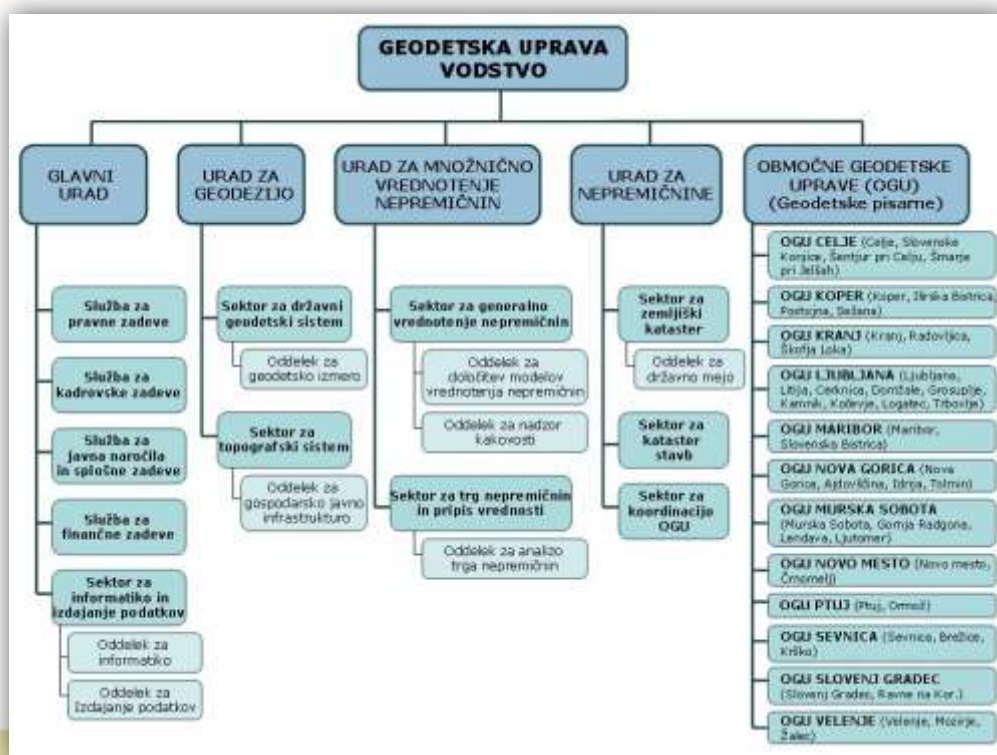 GEODETSKA UPRAVA
VODSTVO
GLAVNI
URAD
Služba za
pravne zadeve
Služba za
kadrovske zadeve
Služba za
javna naročila
in splošne zadeve
Služba za
finančne zadeve
Sektor za
informatiko in
izdajanje podatkov
Oddelek za
informatiko
Oddelek za
Izdajanje podatkov
URAD ZA
GEODEZIJO
Sektor za državni
geodetski sistem
Oddelek za
geodetsko izmero
Sektor za
topografski sistem
Oddelek za
gospodarsko javno
infrastrukturo
URAD ZA MNOŽIČNO
VREDNOTENJE
NEPREMIČNIN
Sektor za generalno
vrednotenje nepremičnin
Oddelek za
določitev modelov
vrednotenja nepremičnin
Oddelek za nadzor
kakovosti
Sektor za trg nepremičnin
in pripis vrednosti
Oddelek za analizo
trga nepremičnin
URAD ZA
NEPREMIČNINE
Sektor za
zemljiški
kataster
Oddelek za
državno mejo
Sektor za
kataster
stavb
Sektor za
koordinacijo
OGU
OBMOČNE GEODETSKE
UPRAVE (OGU)
(Geodetske pisarne)
OGU CELJE (Celje, Slovenske
Konjice, Šentjur pri Celju, Šmarje
pri Jelšah)
OGU KOPER (Koper, Ilirska Bistrica,
Postojna, Sežana)
OGU KRANJ (Kranj, Radovljica,
Škofja Loka)
OGU LJUBLJANA (Ljubljana,
Litija, Cerknica, Domžale, Grosuplje,
Kamnik, Kočevje, Logatec, Trbovlje)
OGU MARIBOR (Maribor,
Slovenska Bistrica)
OGU NOVA GORICA (Nova
Gorica, Ajdovščina, Idrija, Tolmin)
OGU MURSKA SOBOTA
(Murska Sobota, Gornja Radgona,
Lendava, Ljutomer)
OGU NOVO MESTO (Novo mesto,
Črnomelj)
OGU PTUJ (Ptuj, Ormož)
OGU SEVNICA (Sevnica, Brežice,
Krško)
OGU SLOVENJ GRADEC
(Slovenj Gradec, Ravne na Kor.)
OGU VELENJE (Velenje, Mozirje,
Žalec)